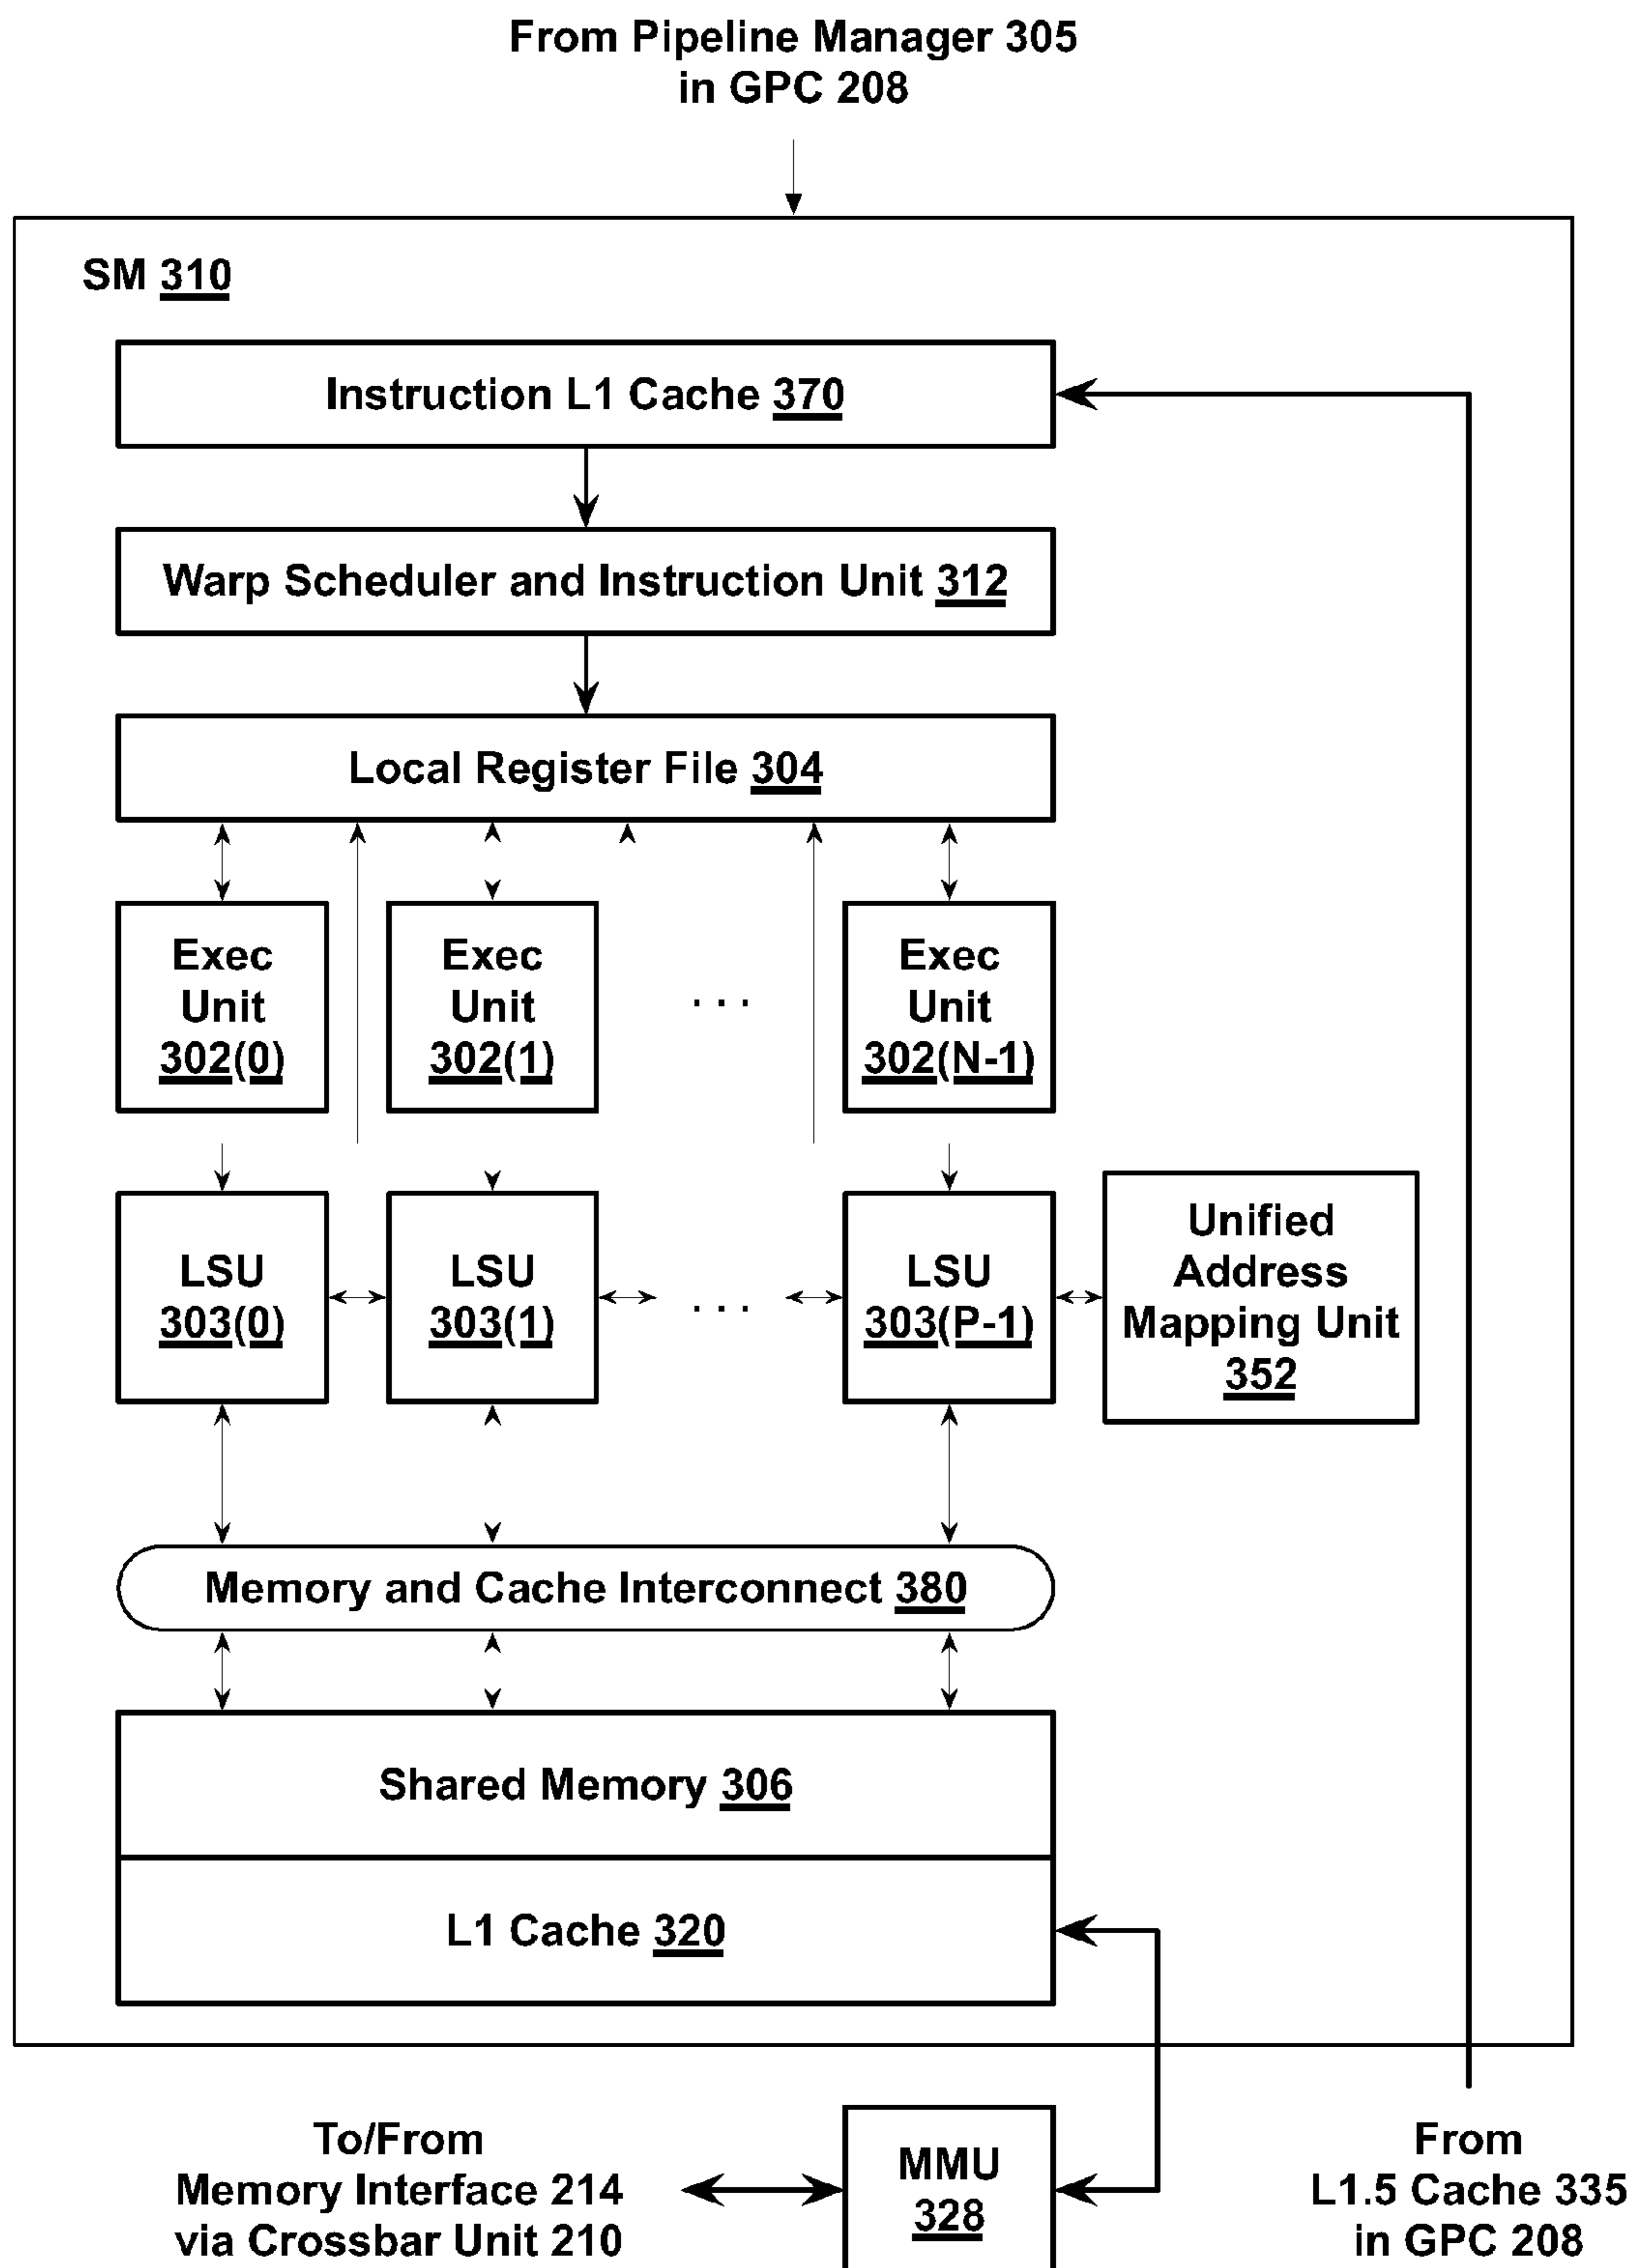 From Pipeline Manager 305
in GPC 208
SM 310
Instruction L1 Cache 370
Warp Scheduler and Instruction Unit 312
Local Register File 304
Exec
Unit
302(0)
Exec
Unit
302(1)
. . .
Exec
Unit
302(N-1)
LSU
303(0)
LSU
303(1)
. . .
LSU
303(P-1)
Unified
Address
Mapping Unit
352
Memory and Cache Interconnect 380
Shared Memory 306
L1 Cache 320
To/From
Memory Interface 214
via Crossbar Unit 210
MMU
328
From
L1.5 Cache 335
in GPC 208